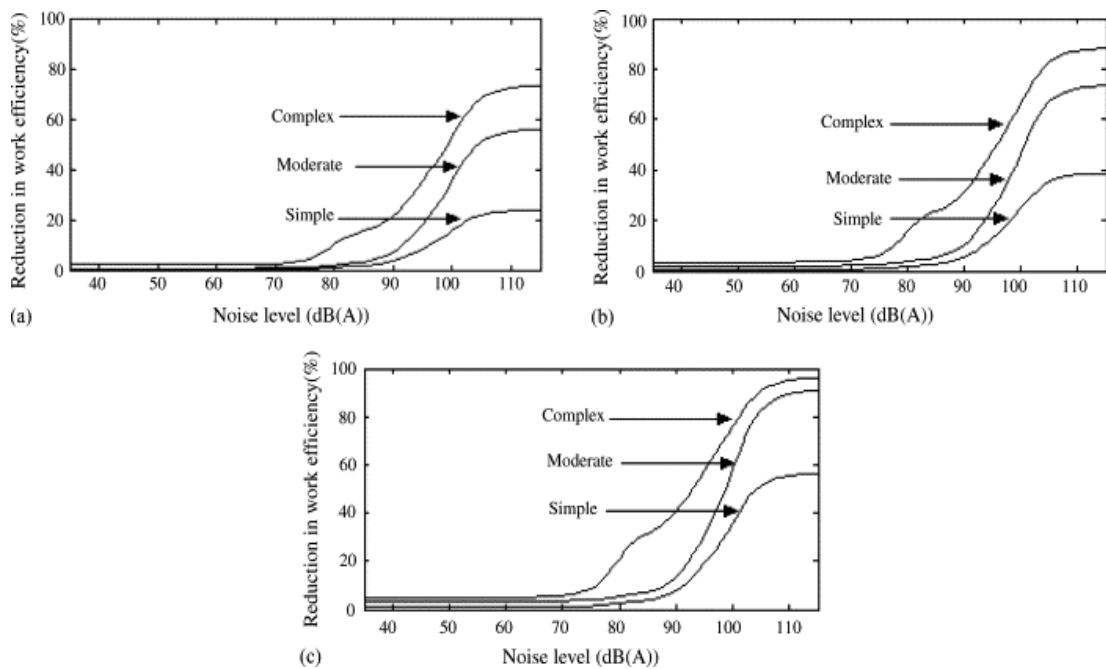 Reduction in work efficiency(%)
100
80
60
40
20
0
Complex
Moderate
Simple
40 50 60 70 80 90 100 110
(a) Noise level (dB(A))
Reduction in work efficiency(%)
100
80
60
40
20
0
Complex
Moderate
Simple
40 50 60 70 80 90 100 110
(b) Noise level (dB(A))
Reduction in work efficiency(%)
100
80
60
40
20
0
Complex
Moderate
Simple
40 50 60 70 80 90 100 110
(c) Noise level (dB(A))